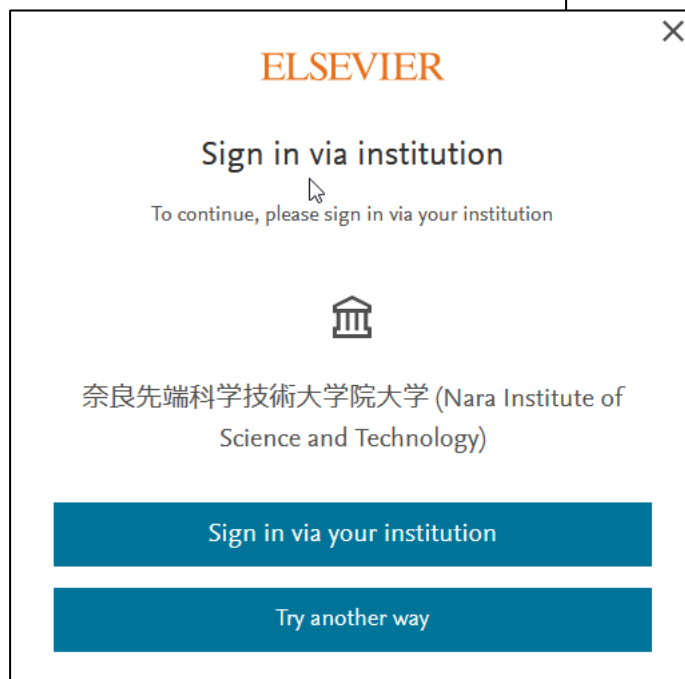 ELSEVIER
Sign in via institution
To continue, please sign in via your institution
奈良先端科学技術大学院大学 (Nara Institute of
Science and Technology)
Sign in via your institution
Try another way